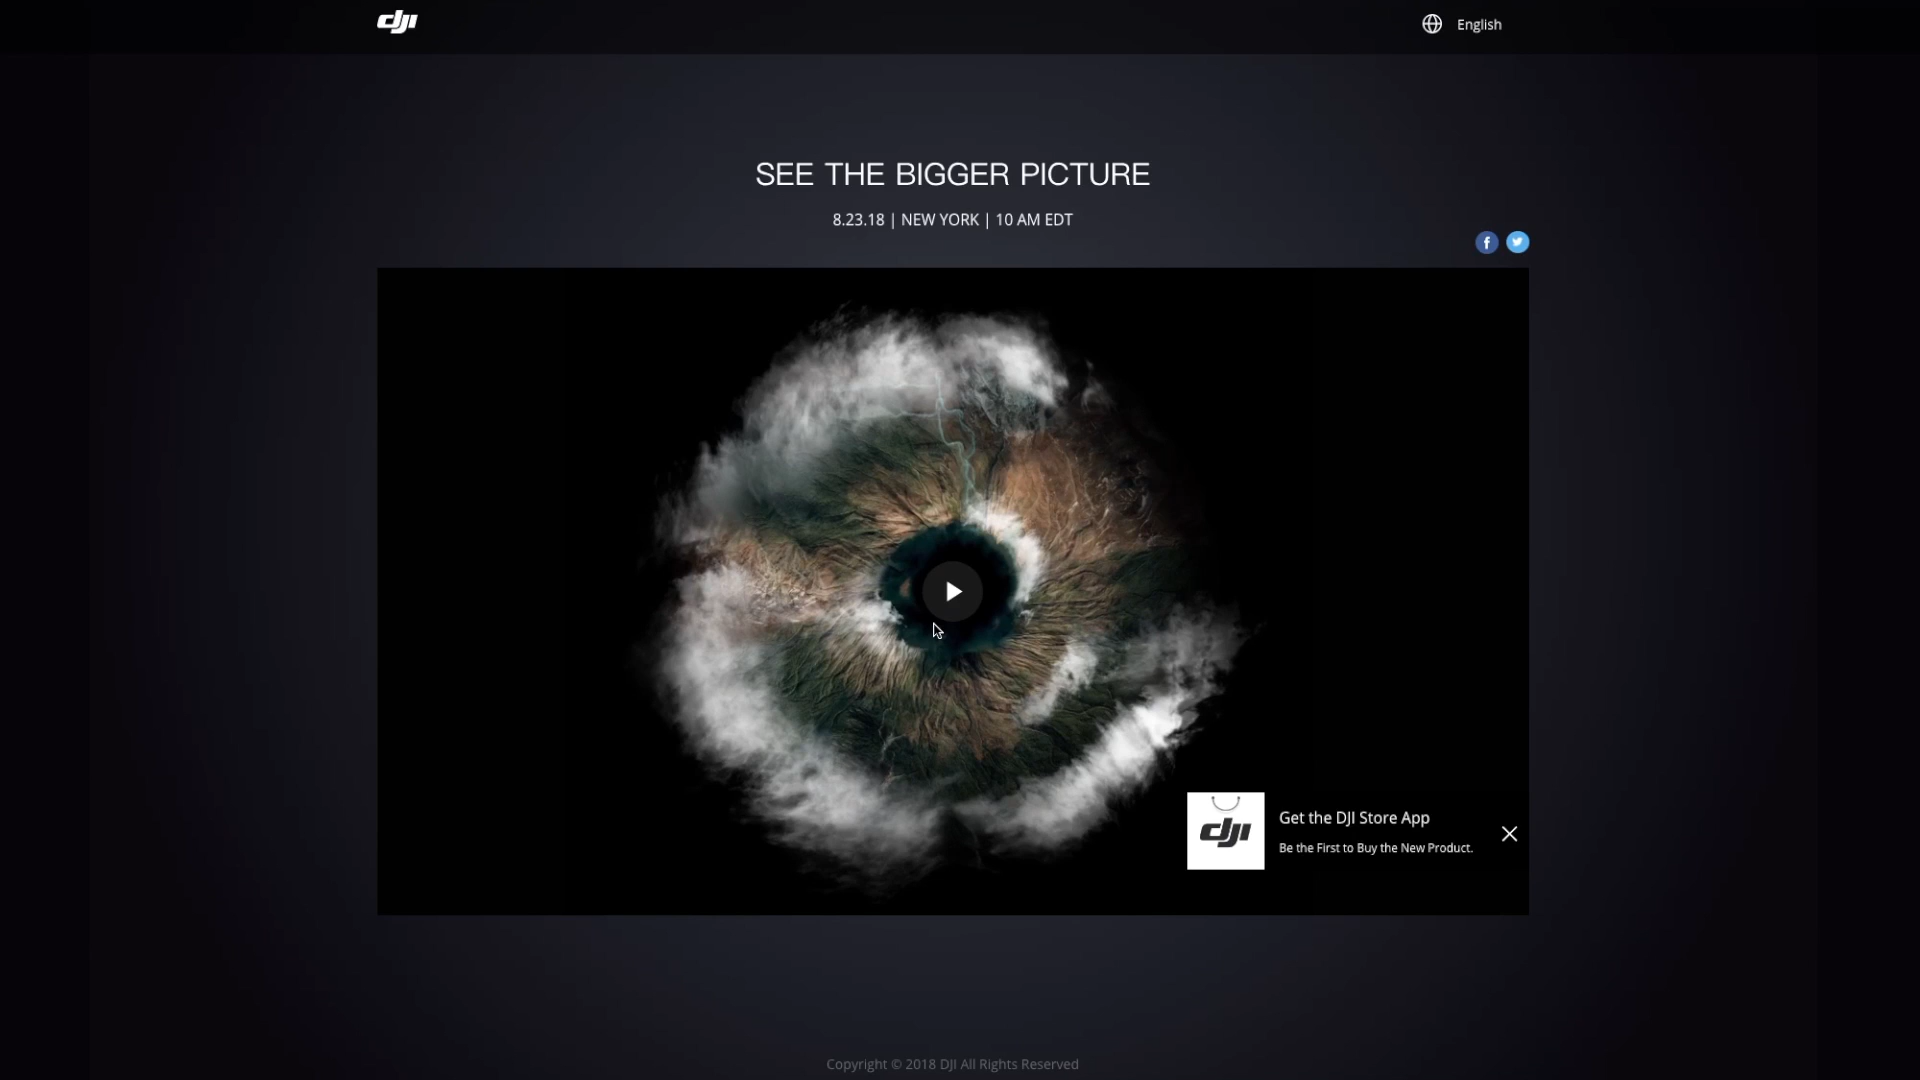 dji
English
SEE THE BIGGER PICTURE
8.23.18 | NEW YORK | 10 AM EDT
f
dji
Get the DJI Store App
Be the First to Buy the New Product.
Copyright © 2018 DJI All Rights Reserved